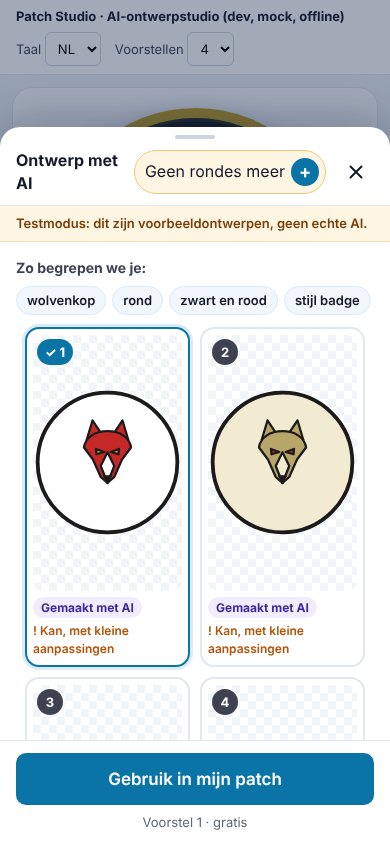 Patch Studio · AI-ontwerpstudio (dev, mock, offline)
Taal NL Voorstellen 4
Ontwerp met AI
Geen rondes meer +
Testmodus: dit zijn voorbeeldontwerpen, geen echte AI.
Zo begrepen we je:
wolvenkop rond zwart en rood stijl badge
✓ 1
2
Gemaakt met AI
! Kan, met kleine
aanpassingen
Gemaakt met AI
! Kan, met kleine
aanpassingen
3
4
Gebruik in mijn patch
Voorstel 1 · gratis